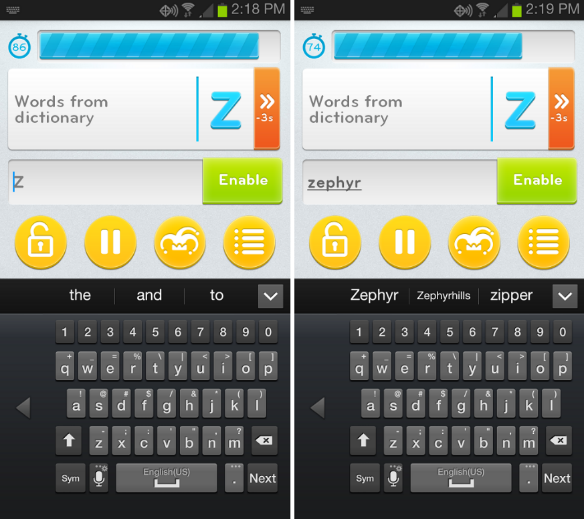 2:18 PM
86
Words from
dictionary
Z
-3s
Z
Enable
the and to
1 2 3 4 5 6 7 8 9 0
q w e r t y u i o p
a s d f g h j k l
z x c v b n m
Sym English(US) . Next
2:19 PM
74
Words from
dictionary
Z
-3s
zephyr
Enable
Zephyr Zephyrhills zipper
1 2 3 4 5 6 7 8 9 0
q w e r t y u i o p
a s d f g h j k l
z x c v b n m
Sym English(US) . Next